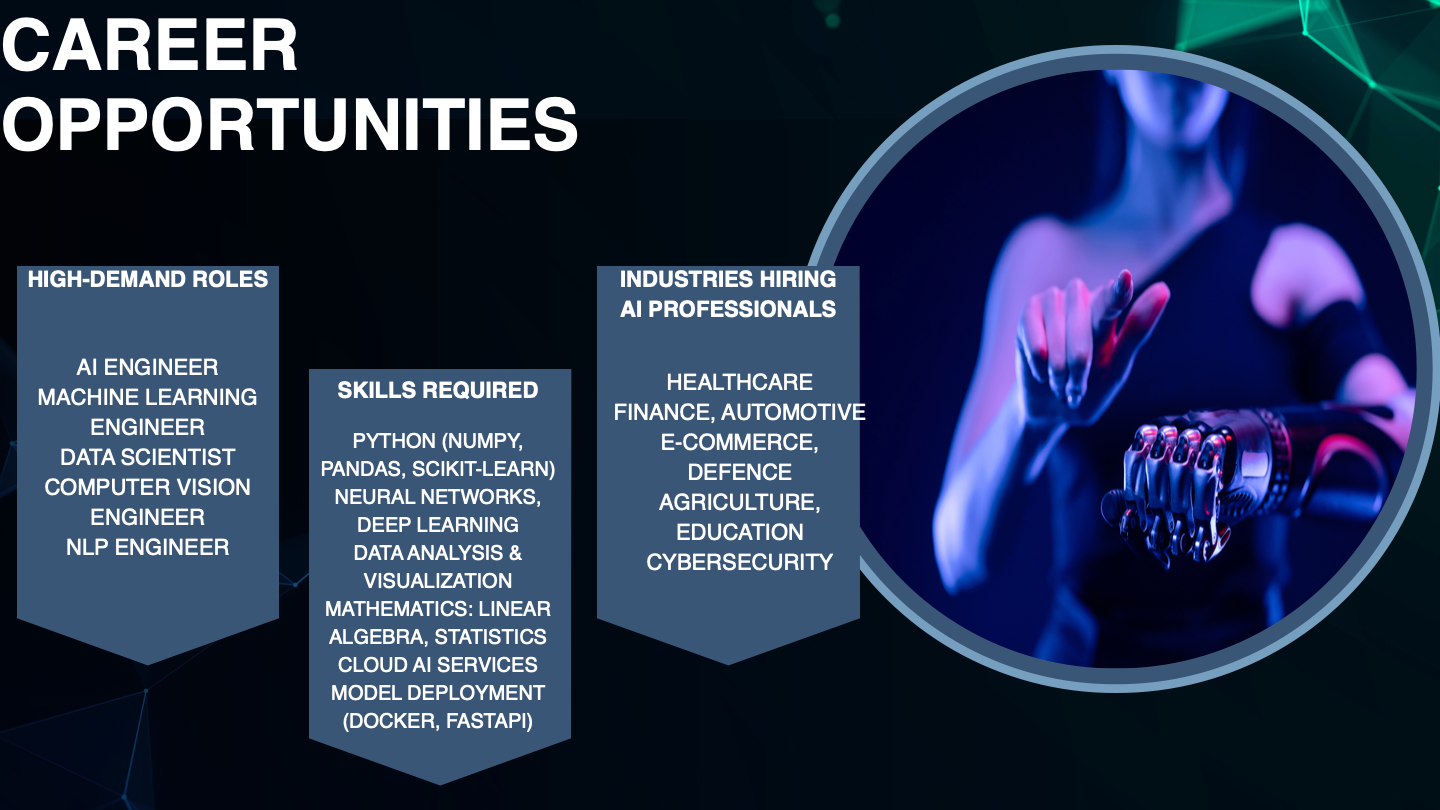 CAREER
OPPORTUNITIES
HIGH-DEMAND ROLES
AI ENGINEER
MACHINE LEARNING
ENGINEER
DATA SCIENTIST
COMPUTER VISION
ENGINEER
NLP ENGINEER
SKILLS REQUIRED
PYTHON (NUMPY,
PANDAS, SCIKIT-LEARN)
NEURAL NETWORKS,
DEEP LEARNING
DATA ANALYSIS &
VISUALIZATION
MATHEMATICS: LINEAR
ALGEBRA, STATISTICS
CLOUD AI SERVICES
MODEL DEPLOYMENT
(DOCKER, FASTAPI)
INDUSTRIES HIRING
AI PROFESSIONALS
HEALTHCARE
FINANCE, AUTOMOTIVE
E-COMMERCE,
DEFENCE
AGRICULTURE,
EDUCATION
CYBERSECURITY